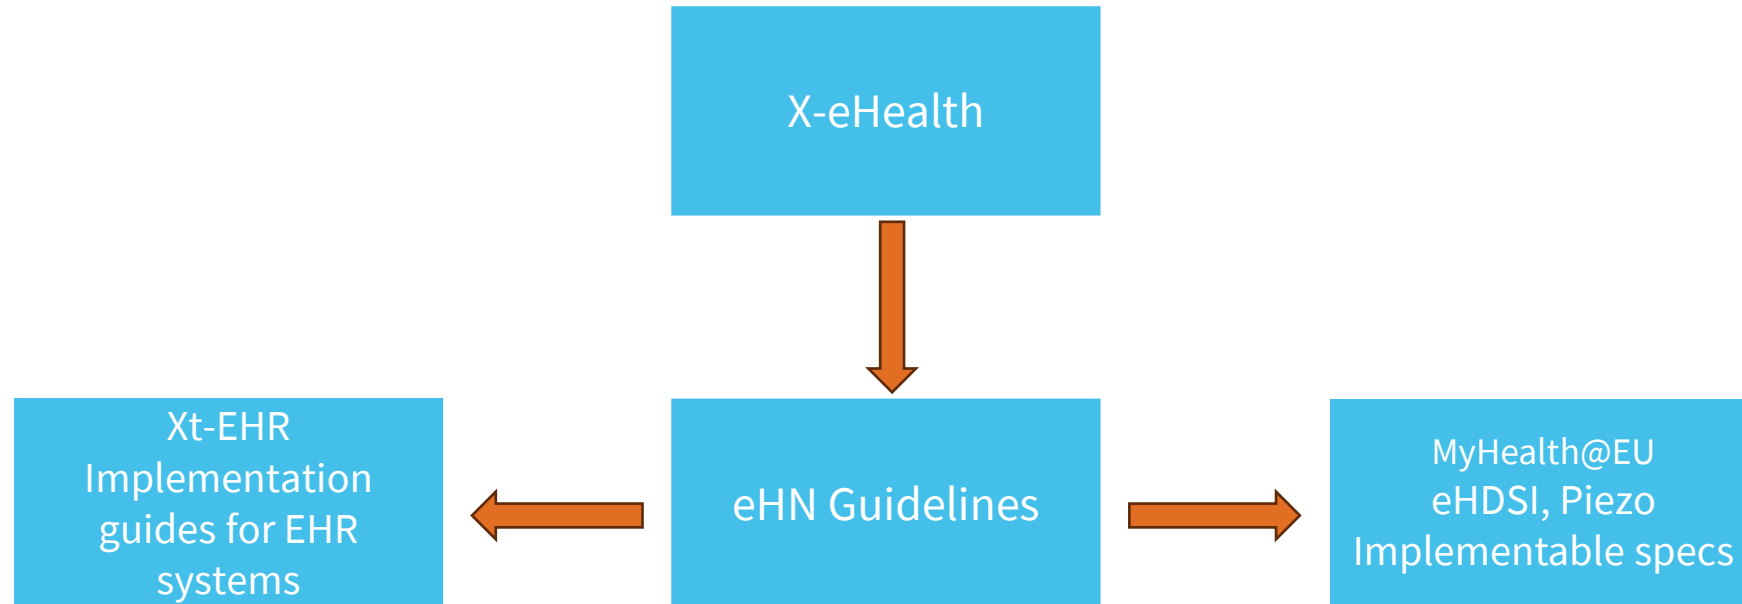 X-eHealth
Xt-EHR
Implementation
guides for EHR
systems
eHN Guidelines
MyHealth@EU
eHDSI, Piezo
Implementable specs